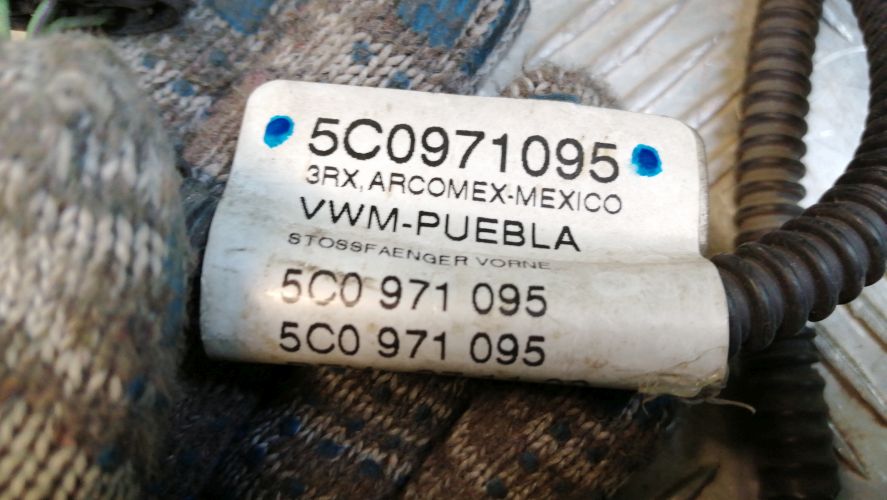 5C0971095
3RX, ARCOMEX-MEXICO
VWM-PUEBLA
STOSSFAENGER VORNE
5C0 971 095
5C0 971 095